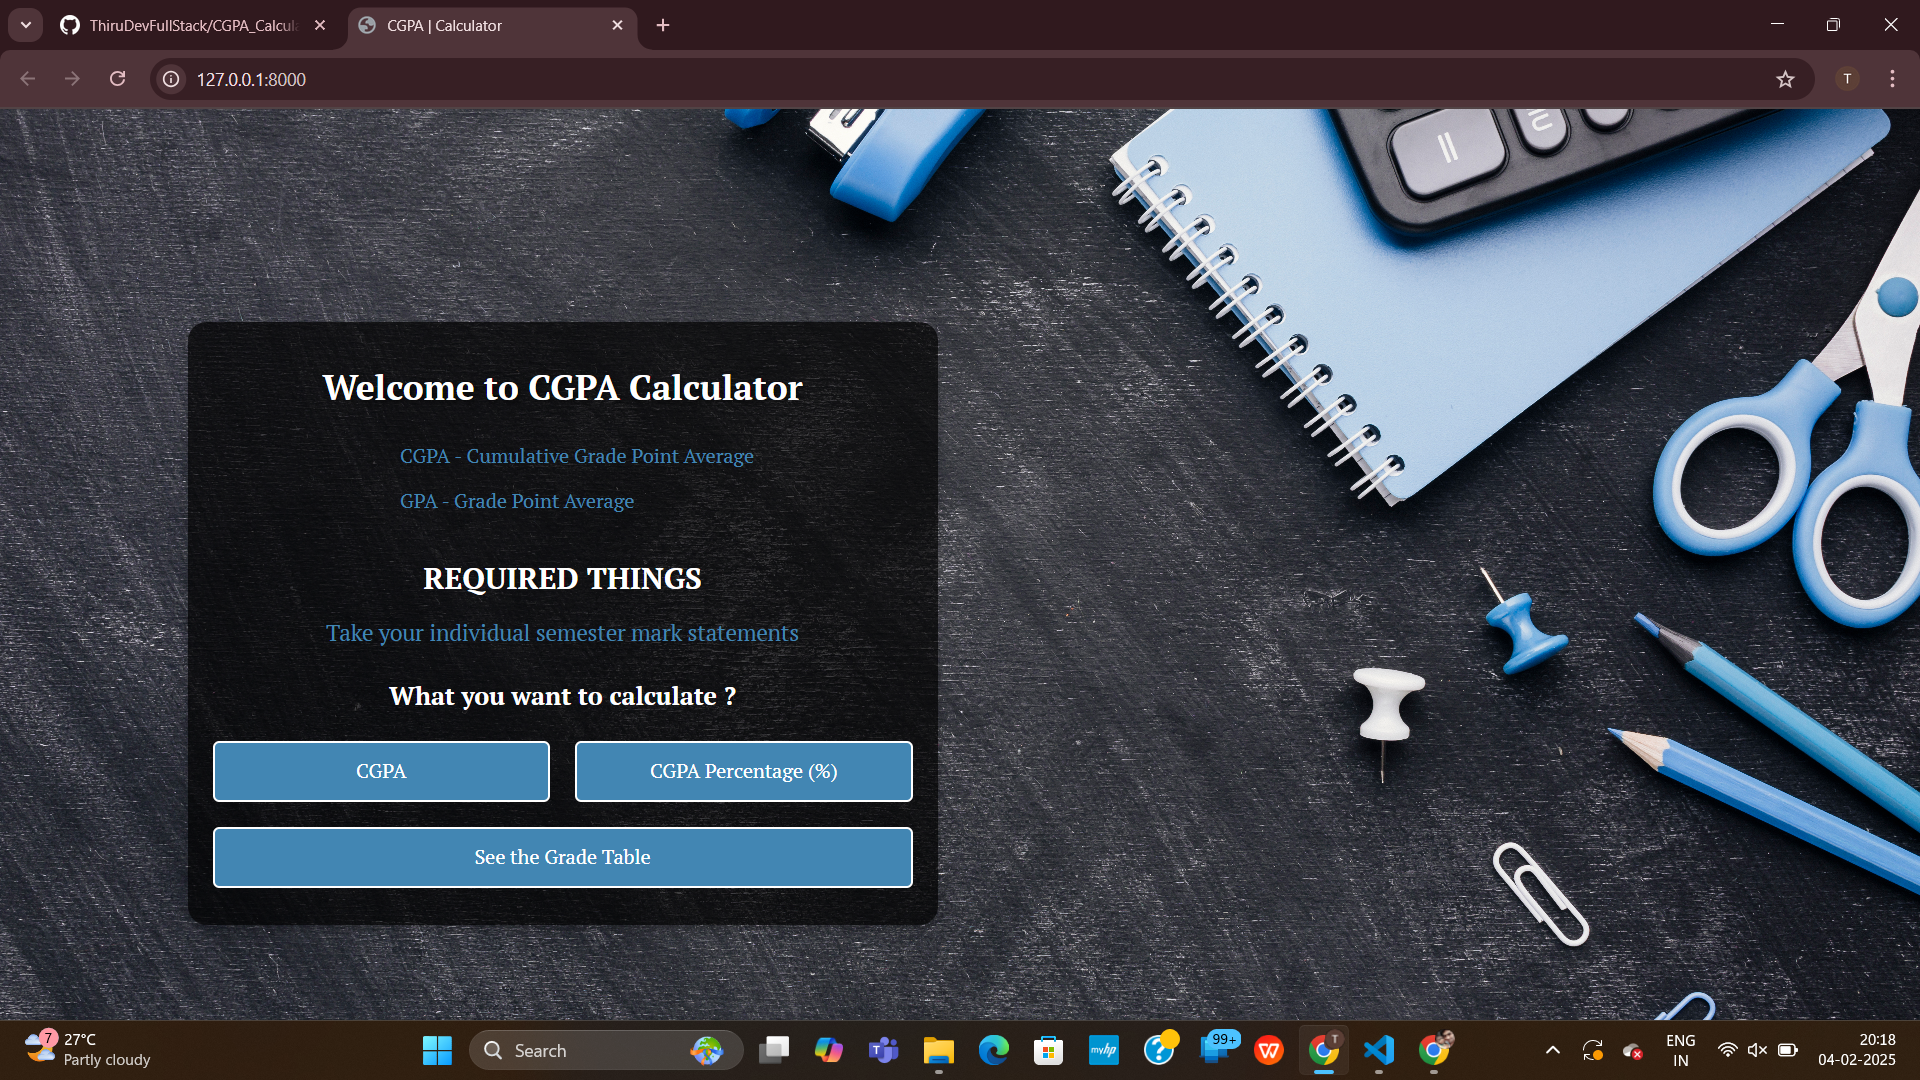 ThiruDevFullStack/CGPA_Calcul
CGPA | Calculator
127.0.0.1:8000
T
Welcome to CGPA Calculator
CGPA - Cumulative Grade Point Average
GPA - Grade Point Average
REQUIRED THINGS
Take your individual semester mark statements
What you want to calculate ?
CGPA
CGPA Percentage (%)
See the Grade Table
7
27°C
Partly cloudy
Search
myhp
99+
T
ENG
IN
20:18
04-02-2025